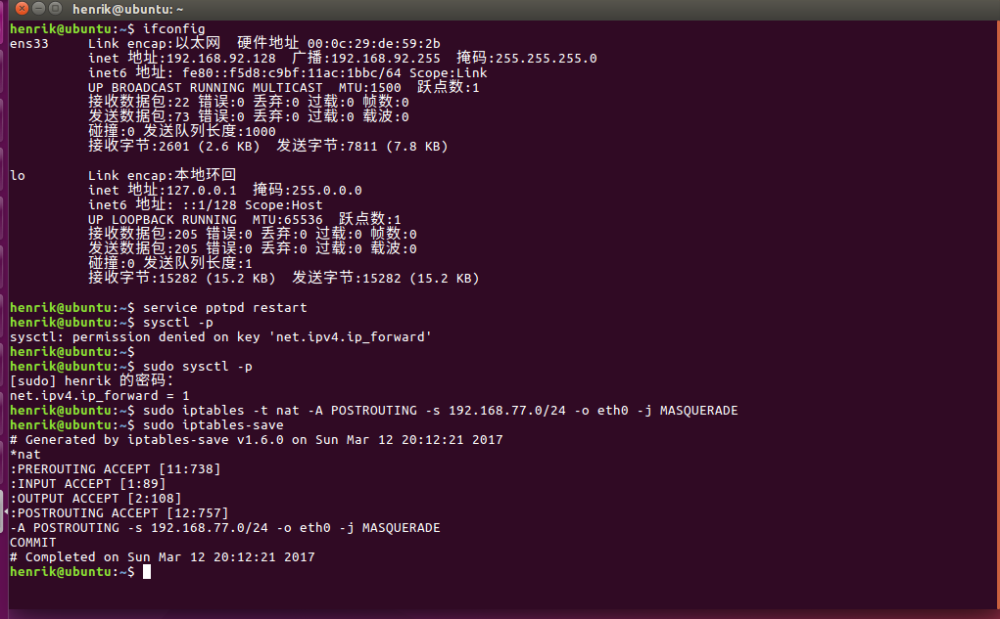 henrik@ubuntu: ~
henrik@ubuntu:~$ ifconfig
ens33     Link encap:以太网  硬件地址 00:0c:29:de:59:2b
          inet 地址:192.168.92.128  广播:192.168.92.255  掩码:255.255.255.0
          inet6 地址: fe80::f5d8:c9bf:11ac:1bbc/64 Scope:Link
          UP BROADCAST RUNNING MULTICAST  MTU:1500  跃点数:1
          接收数据包:22 错误:0 丢弃:0 过载:0 帧数:0
          发送数据包:73 错误:0 丢弃:0 过载:0 载波:0
          碰撞:0 发送队列长度:1000
          接收字节:2601 (2.6 KB)  发送字节:7811 (7.8 KB)
lo        Link encap:本地环回
          inet 地址:127.0.0.1  掩码:255.0.0.0
          inet6 地址: ::1/128 Scope:Host
          UP LOOPBACK RUNNING  MTU:65536  跃点数:1
          接收数据包:205 错误:0 丢弃:0 过载:0 帧数:0
          发送数据包:205 错误:0 丢弃:0 过载:0 载波:0
          碰撞:0 发送队列长度:1
          接收字节:15282 (15.2 KB)  发送字节:15282 (15.2 KB)
henrik@ubuntu:~$ service pptpd restart
henrik@ubuntu:~$ sysctl -p
sysctl: permission denied on key 'net.ipv4.ip_forward'
henrik@ubuntu:~$
henrik@ubuntu:~$ sudo sysctl -p
[sudo] henrik 的密码：
net.ipv4.ip_forward = 1
henrik@ubuntu:~$ sudo iptables -t nat -A POSTROUTING -s 192.168.77.0/24 -o eth0 -j MASQUERADE
henrik@ubuntu:~$ sudo iptables-save
# Generated by iptables-save v1.6.0 on Sun Mar 12 20:12:21 2017
*nat
:PREROUTING ACCEPT [11:738]
:INPUT ACCEPT [1:89]
:OUTPUT ACCEPT [2:108]
:POSTROUTING ACCEPT [12:757]
-A POSTROUTING -s 192.168.77.0/24 -o eth0 -j MASQUERADE
COMMIT
# Completed on Sun Mar 12 20:12:21 2017
henrik@ubuntu:~$